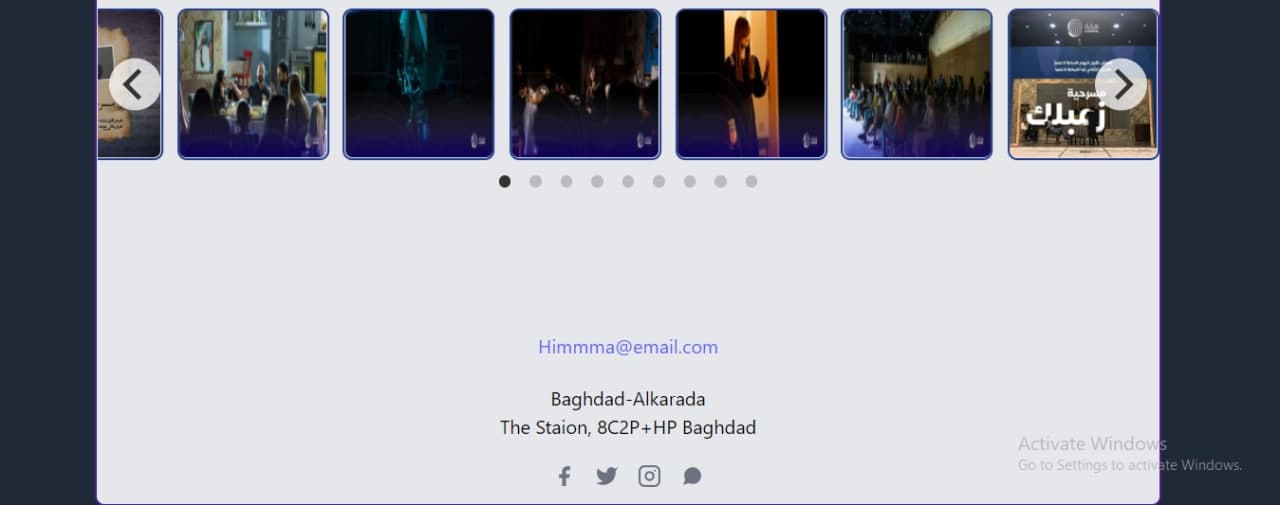 مسرحية
زعبلاك
Himmma@email.com
Baghdad-Alkarada
The Staion, 8C2P+HP Baghdad
Activate Windows
Go to Settings to activate Windows.